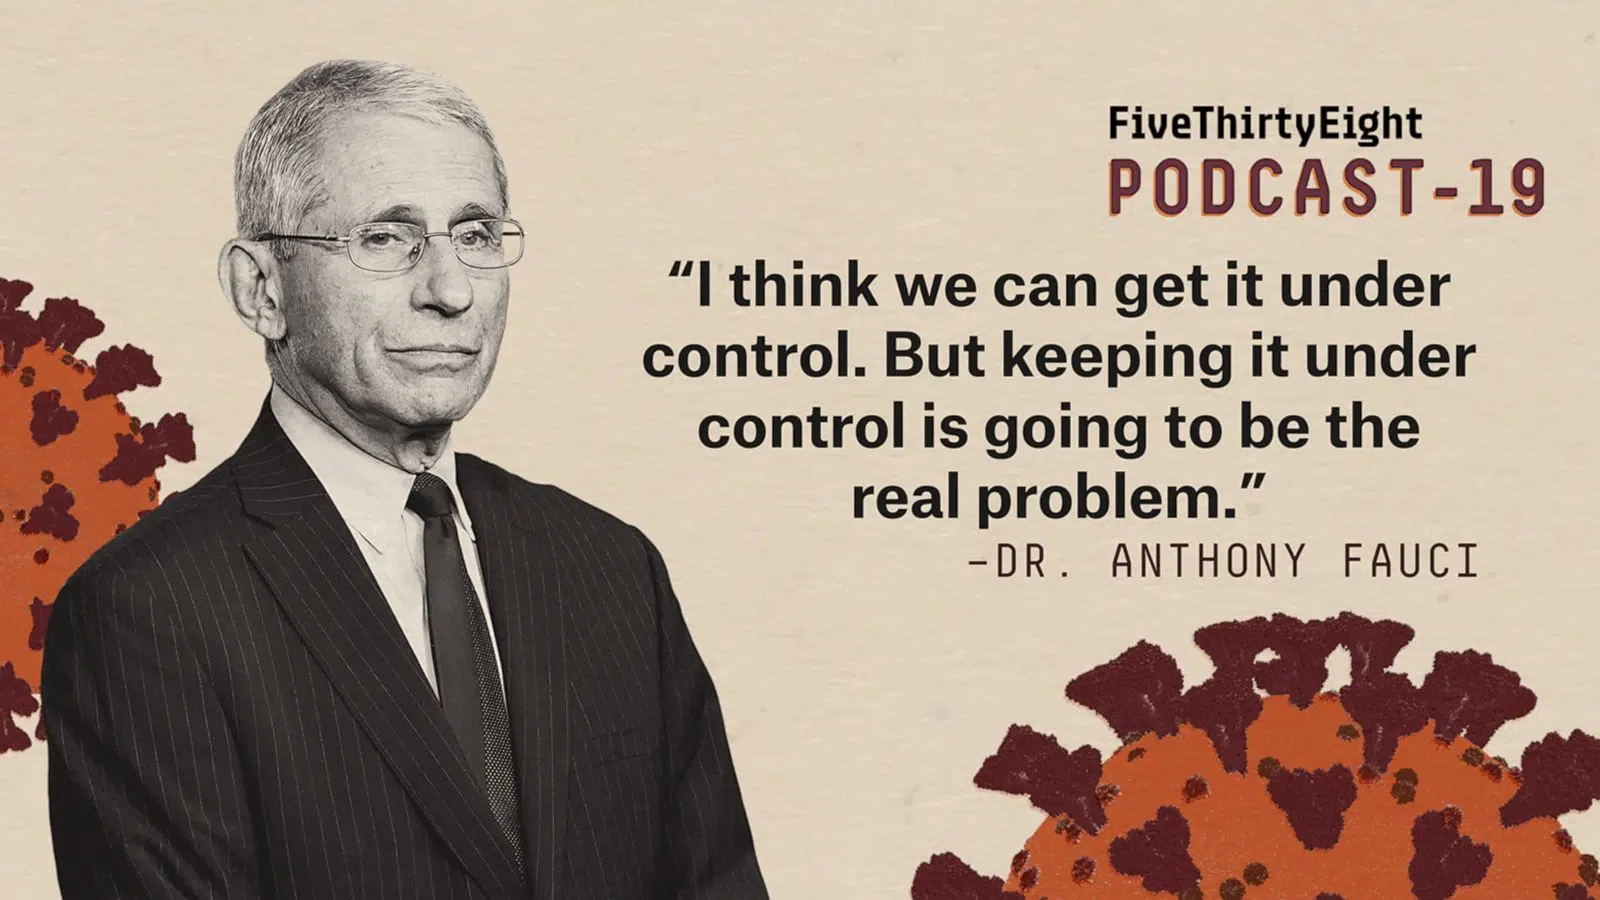 FiveThirtyEight
PODCAST-19
“I think we can get it under
control. But keeping it under
control is going to be the
real problem.”
–DR. ANTHONY FAUCI